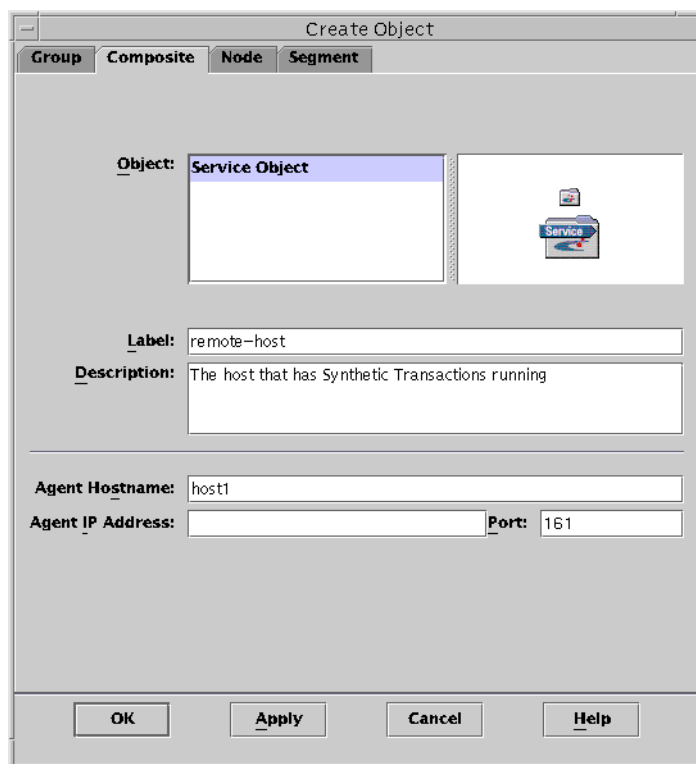 Create Object
Group Composite Node Segment
Object: Service Object
Service
Label: remote-host
Description: The host that has Synthetic Transactions running
Agent Hostname: host1
Agent IP Address: Port: 161
OK Apply Cancel Help